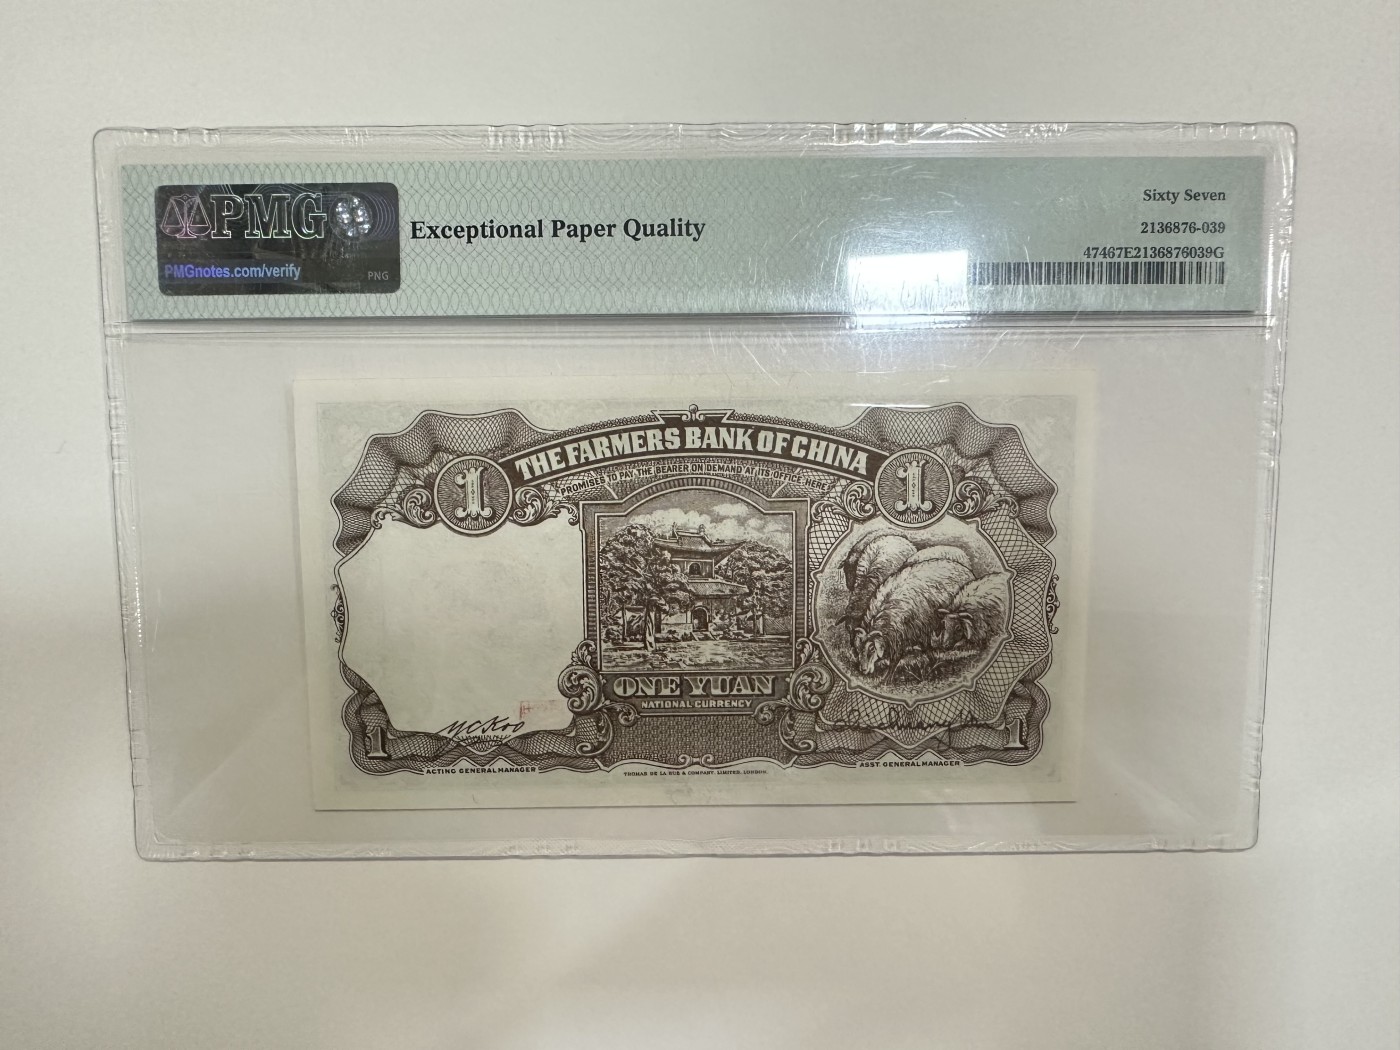 PMG
PMGnotes.com/verify
PNG
Exceptional Paper Quality
Sixty Seven
2136876-039
47467E2136876039G
THE FARMERS BANK OF CHINA
PROMISES TO PAY THE BEARER ON DEMAND AT ITS OFFICE HERE
1
1
ONE YUAN
NATIONAL CURRENCY
1
1
Y C Koo
ACTING GENERAL MANAGER
ASST. GENERAL MANAGER
THOMAS DE LA RUE & COMPANY, LIMITED, LONDON.